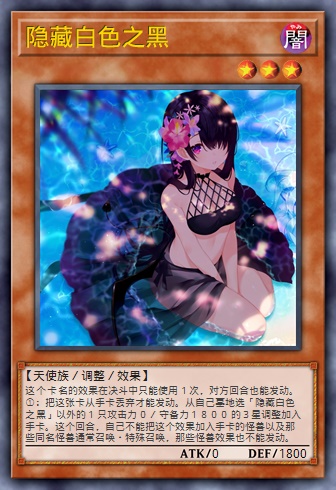 隐藏白色之黑
闇
【天使族／调整／效果】
这个卡名的效果在决斗中只能使用１次，对方回合也能发动。
①：把这张卡从手卡丢弃才能发动。从自己墓地选「隐藏白色
之黑」以外的１只攻击力０／守备力１８００的３星调整加入
手卡。这个回合，自己不能把这个效果加入手卡的怪兽以及那
些同名怪兽通常召唤·特殊召唤，那些怪兽效果也不能发动。
ATK/0 DEF/1800